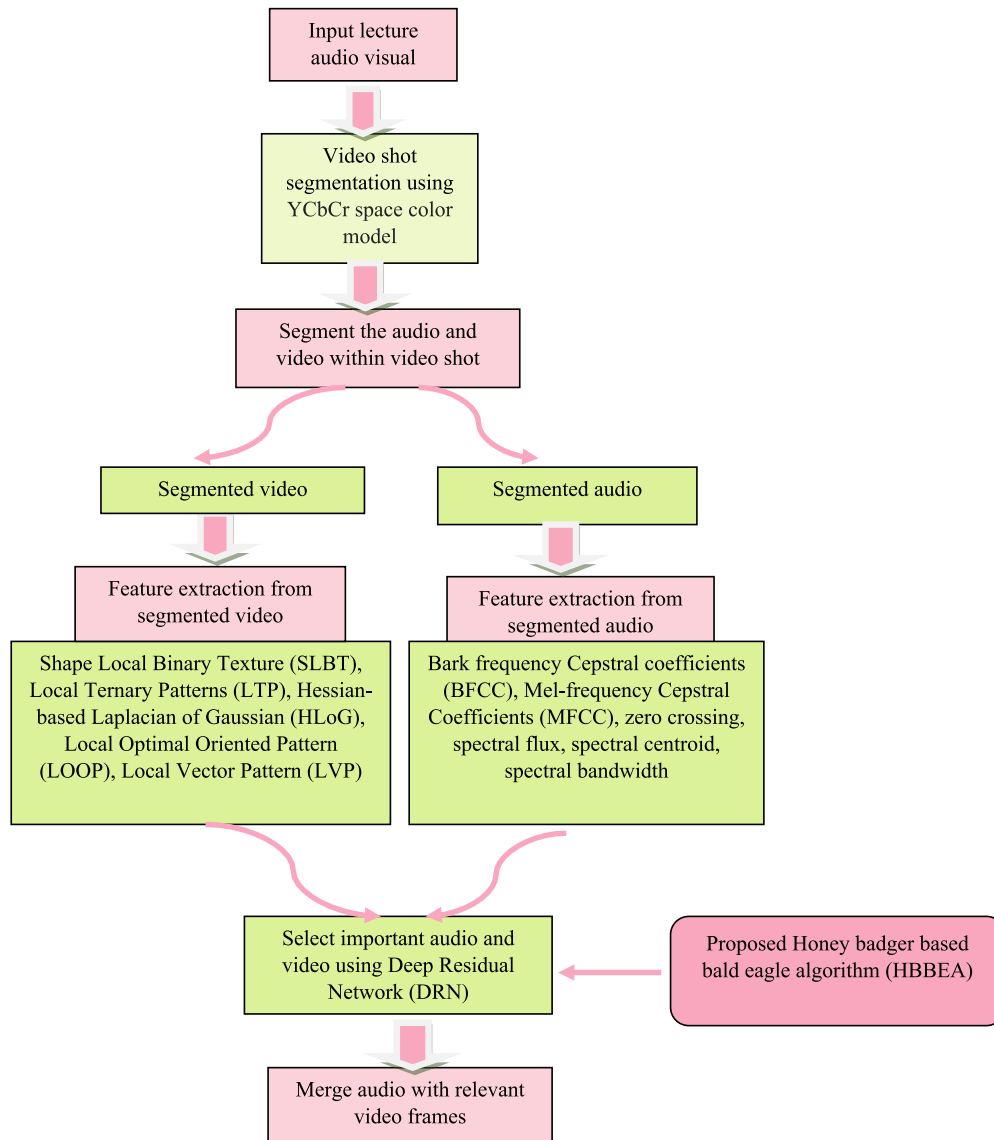 Input lecture
audio visual
Video shot
segmentation using
YCbCr space color
model
Segment the audio and
video within video shot
Segmented video
Segmented audio
Feature extraction from
segmented video
Feature extraction from
segmented audio
Shape Local Binary Texture (SLBT),
Local Ternary Patterns (LTP), Hessian-
based Laplacian of Gaussian (HLoG),
Local Optimal Oriented Pattern
(LOOP), Local Vector Pattern (LVP)
Bark frequency Cepstral coefficients
(BFCC), Mel-frequency Cepstral
Coefficients (MFCC), zero crossing,
spectral flux, spectral centroid,
spectral bandwidth
Select important audio and
video using Deep Residual
Network (DRN)
Proposed Honey badger based
bald eagle algorithm (HBBEA)
Merge audio with relevant
video frames